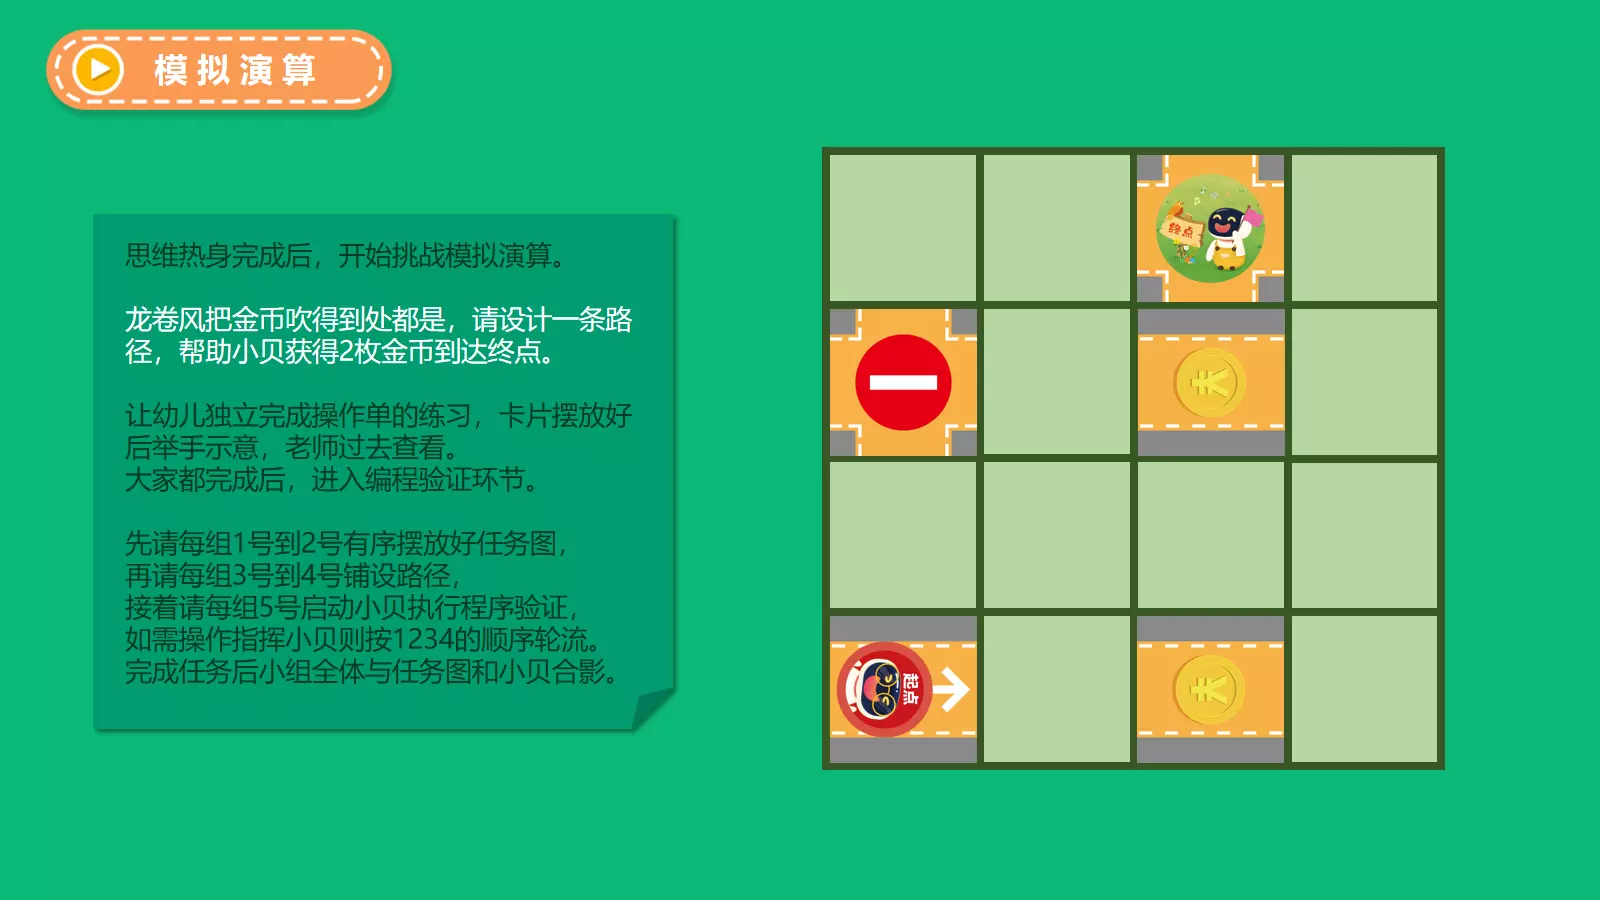 模拟演算
思维热身完成后，开始挑战模拟演算。
龙卷风把金币吹得到处都是，请设计一条路
径，帮助小贝获得2枚金币到达终点。
让幼儿独立完成操作单的练习，卡片摆放好
后举手示意，老师过去查看。
大家都完成后，进入编程验证环节。
先请每组1号到2号有序摆放好任务图，
再请每组3号到4号铺设路径，
接着请每组5号启动小贝执行程序验证，
如需操作指挥小贝则按1234的顺序轮流。
完成任务后小组全体与任务图和小贝合影。
终点
起点